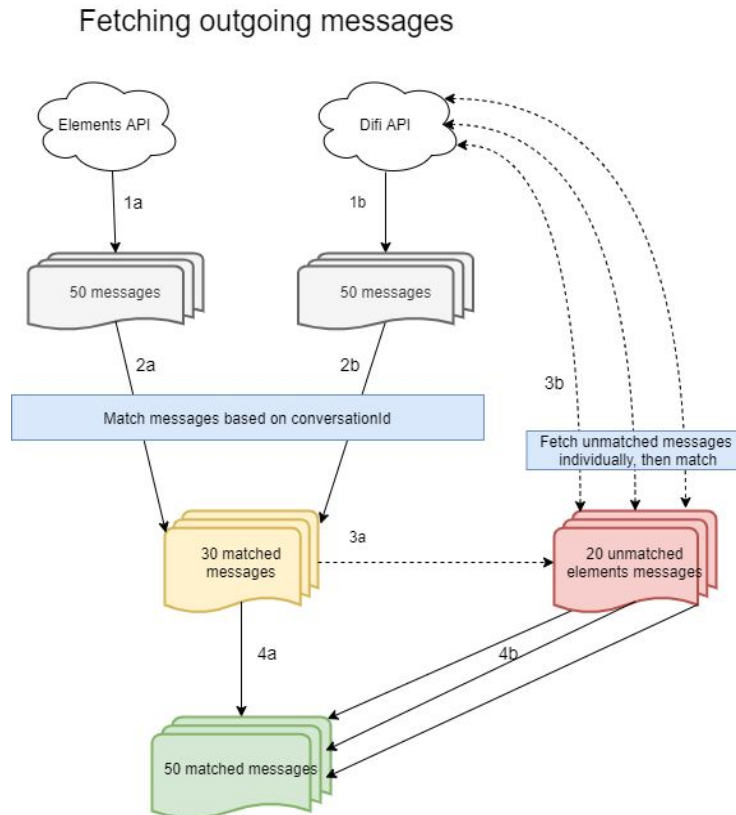 Fetching outgoing messages
Elements API
Difi API
1a
1b
50 messages
50 messages
2a
2b
3b
Match messages based on conversationId
Fetch unmatched messages
individually, then match
30 matched
messages
3a
20 unmatched
elements messages
4a
4b
50 matched messages